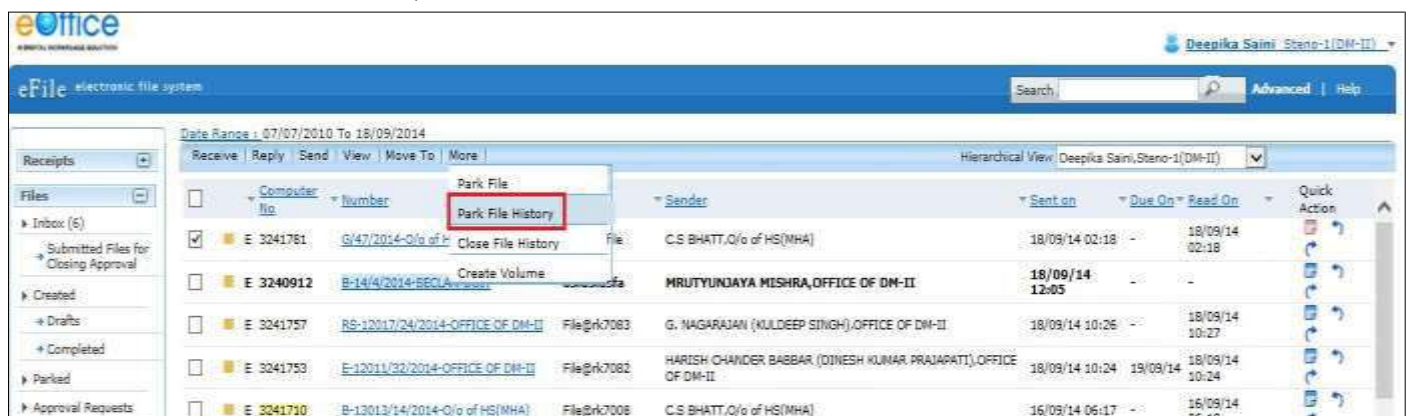 eOffice
A DIGITAL WORKPLACE SOLUTION
Deepika Saini Steno-1(DM-II)
eFile electronic file system
Search
Advanced | Help
Date Range : 07/07/2010 To 18/09/2014
Receipts
Receive | Reply | Send | View | Move To | More |
Hierarchical View Deepika Saini,Steno-1(DM-II)
Files
Computer No
Number
Park File
Park File History
Close File History
Create Volume
Sender
Sent on
Due On
Read On
Quick Action
Inbox (6)
Submitted Files for Closing Approval
Created
Drafts
Completed
Parked
Approval Requests
E 3241781 G/47/2014-O/o of C.S BHATT,O/o of HS(MHA) 18/09/14 02:18 - 18/09/14 02:18
E 3240912 B-14/4/2014- MRUTYUNJAYA MISHRA,OFFICE OF DM-II 18/09/14 12:05 - -
E 3241757 RS-12017/24/2014-OFFICE OF DM-II File@rk7083 G. NAGARAJAN (KULDEEP SINGH),OFFICE OF DM-II 18/09/14 10:26 - 18/09/14 10:27
E 3241753 E-12011/32/2014-OFFICE OF DM-II File@rk7082 HARISH CHANDER BABBAR (DINESH KUMAR PRAJAPATI),OFFICE OF DM-II 18/09/14 10:24 19/09/14 18/09/14 10:24
E 3241710 B-13013/14/2014-O/o of HS(MHA) File@rk7008 C.S BHATT,O/o of HS(MHA) 16/09/14 06:17 - 16/09/14